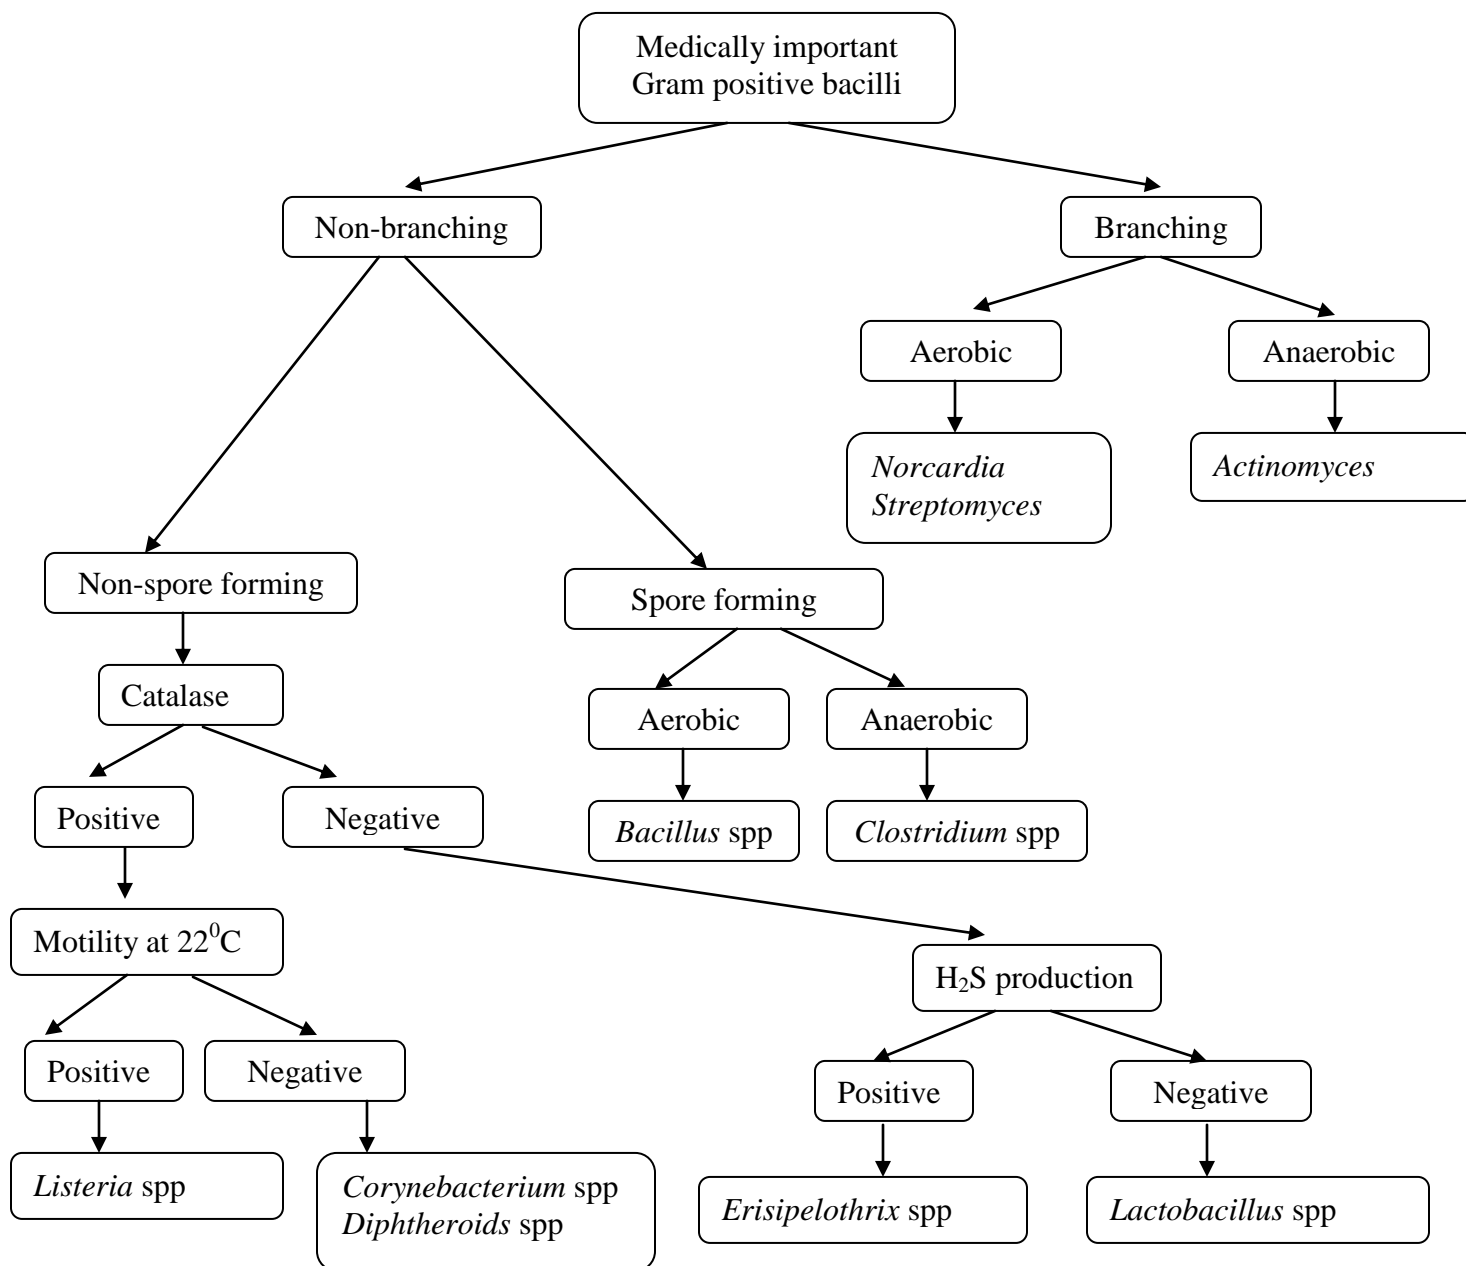 Medically important
Gram positive bacilli
Non-branching
Branching
Aerobic
Anaerobic
Norcardia
Streptomyces
Actinomyces
Non-spore forming
Spore forming
Catalase
Aerobic
Anaerobic
Positive
Negative
Bacillus spp
Clostridium spp
Motility at 22⁰C
H₂S production
Positive
Negative
Positive
Negative
Listeria spp
Corynebacterium spp
Diphtheroids spp
Erisipelothrix spp
Lactobacillus spp